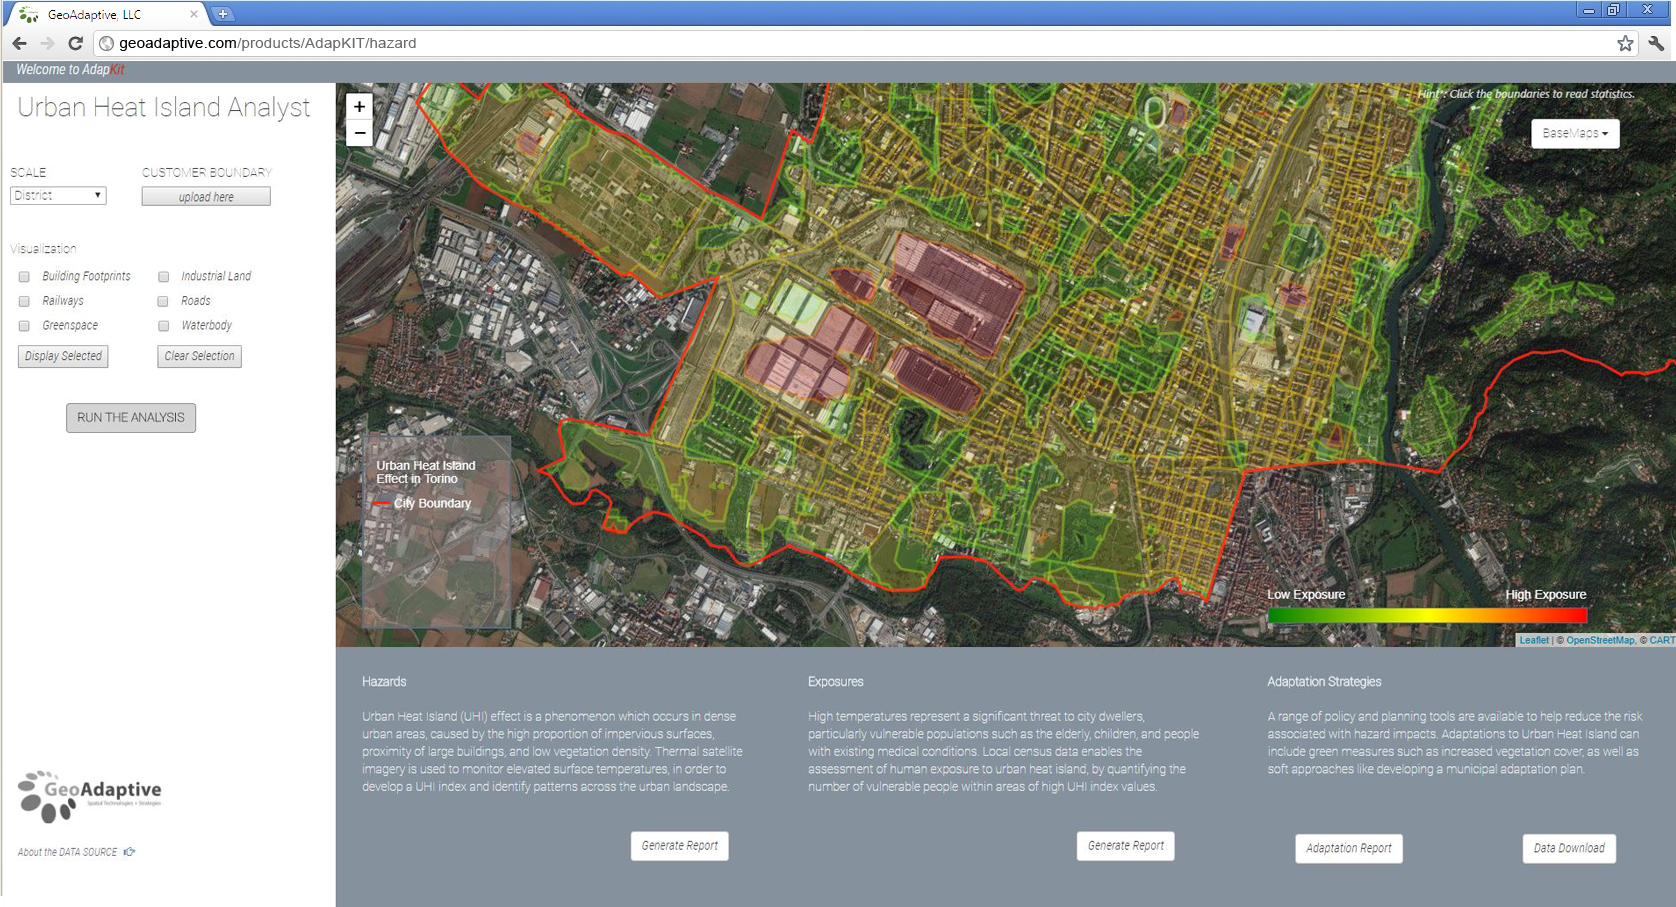 GeoAdaptive, LLC
geoadaptive.com/products/AdapKIT/hazard
Welcome to AdapKit
Urban Heat Island Analyst
SCALE
District
CUSTOMER BOUNDARY
upload here
Visualization
Building Footprints
Industrial Land
Railways
Roads
Greenspace
Waterbody
Display Selected
Clear Selection
RUN THE ANALYSIS
GeoAdaptive
Spatial Technologies + Strategies
About the DATA SOURCE
+
−
Hint*: Click the boundaries to read statistics.
BaseMaps
Urban Heat Island
Effect in Torino
City Boundary
Low Exposure
High Exposure
Leaflet | © OpenStreetMap, © CART
Hazards
Urban Heat Island (UHI) effect is a phenomenon which occurs in dense
urban areas, caused by the high proportion of impervious surfaces,
proximity of large buildings, and low vegetation density. Thermal satellite
imagery is used to monitor elevated surface temperatures, in order to
develop a UHI index and identify patterns across the urban landscape.
Generate Report
Exposures
High temperatures represent a significant threat to city dwellers,
particularly vulnerable populations such as the elderly, children, and people
with existing medical conditions. Local census data enables the
assessment of human exposure to urban heat island, by quantifying the
number of vulnerable people within areas of high UHI index values.
Generate Report
Adaptation Strategies
A range of policy and planning tools are available to help reduce the risk
associated with hazard impacts. Adaptations to Urban Heat Island can
include green measures such as increased vegetation cover, as well as
soft approaches like developing a municipal adaptation plan.
Adaptation Report
Data Download